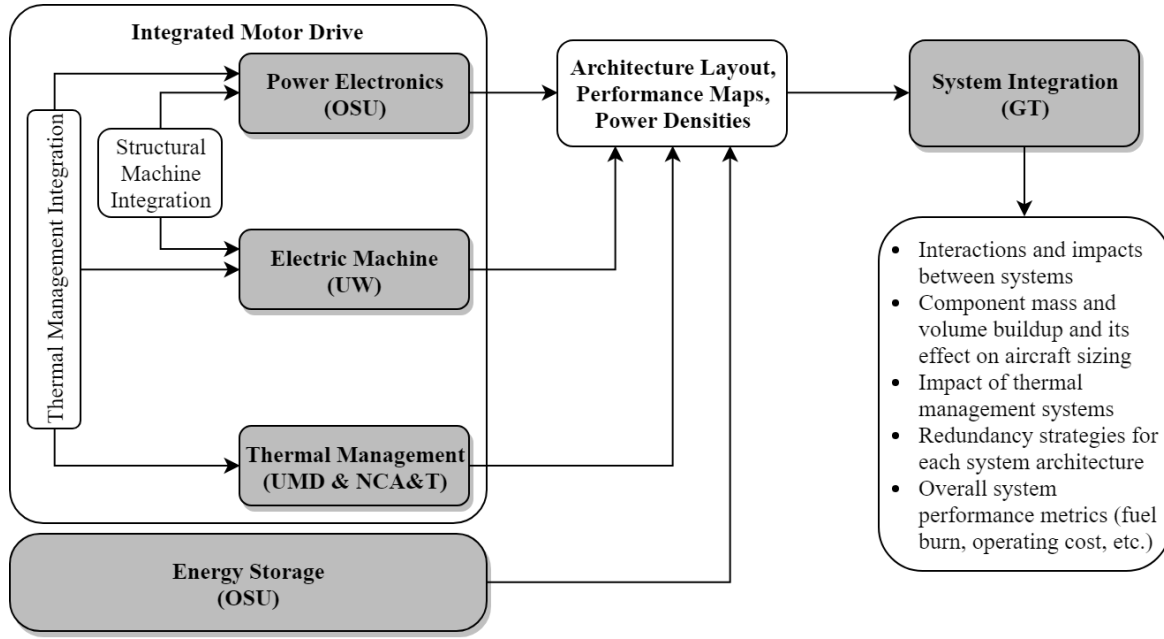 Integrated Motor Drive
Power Electronics
(OSU)
Structural
Machine
Integration
Thermal Management Integration
Electric Machine
(UW)
Thermal Management
(UMD & NCA&T)
Energy Storage
(OSU)
Architecture Layout,
Performance Maps,
Power Densities
System Integration
(GT)
• Interactions and impacts
between systems
• Component mass and
volume buildup and its
effect on aircraft sizing
• Impact of thermal
management systems
• Redundancy strategies for
each system architecture
• Overall system
performance metrics (fuel
burn, operating cost, etc.)